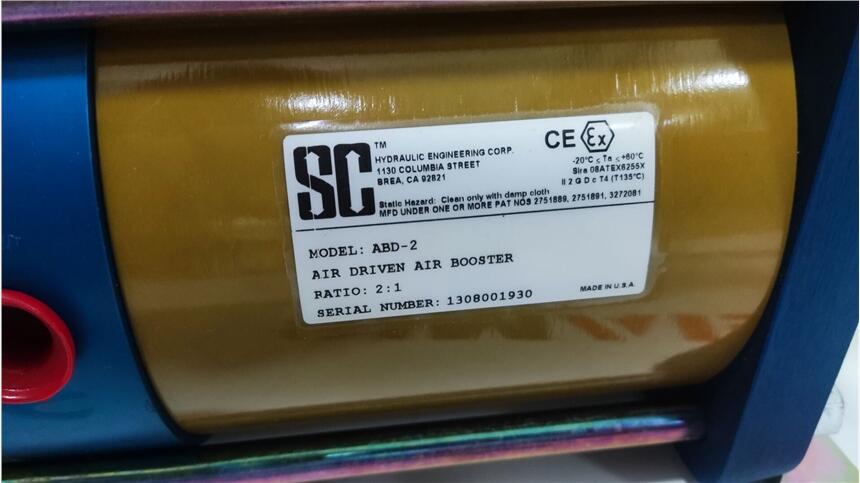 SC™
HYDRAULIC ENGINEERING CORP.
1130 COLUMBIA STREET
BREA, CA 92821
CE Ex
-20°C ≤ Ta ≤ +60°C
Sira 08ATEX6255X
II 2 G D c T4 (T135°C)
Static Hazard: Clean only with damp cloth
MFD UNDER ONE OR MORE PAT NOS 2751889, 2751891, 3272081
MODEL: ABD-2
AIR DRIVEN AIR BOOSTER
RATIO: 2:1
SERIAL NUMBER: 1308001930
MADE IN U.S.A.